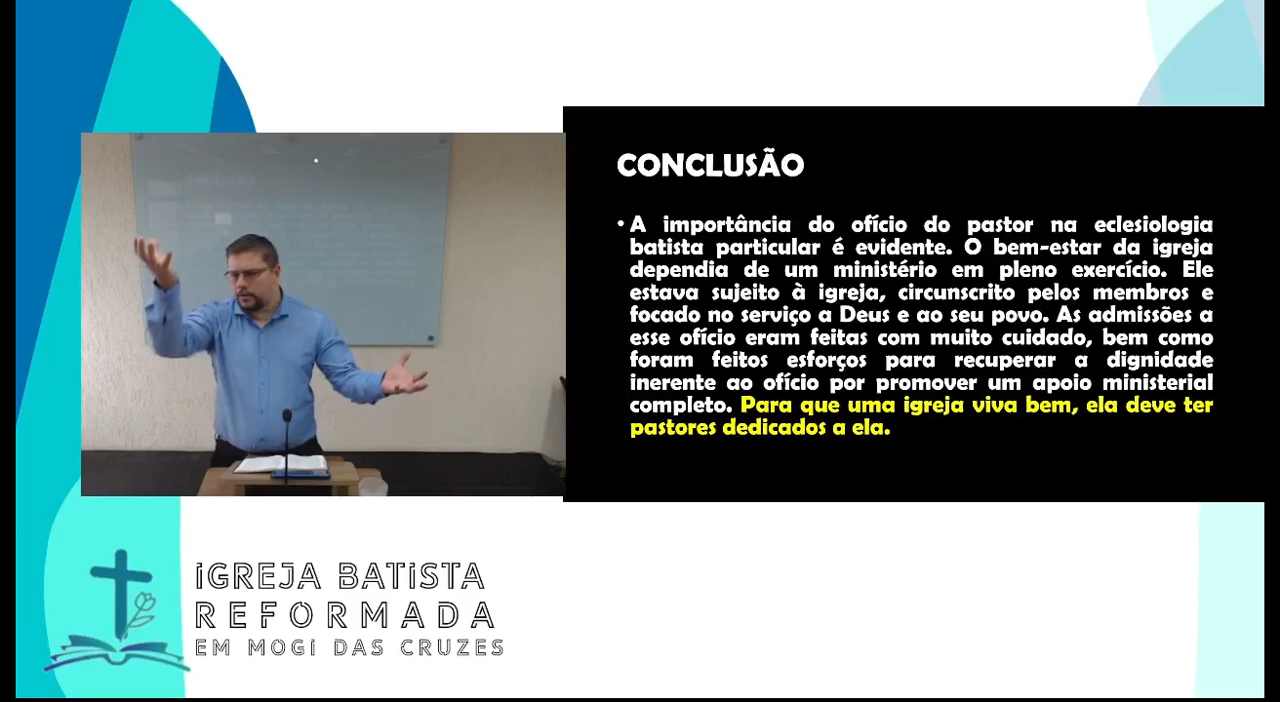 CONCLUSÃO
• A importância do ofício do pastor na eclesiologia
batista particular é evidente. O bem-estar da igreja
dependia de um ministério em pleno exercício. Ele
estava sujeito à igreja, circunscrito pelos membros e
focado no serviço a Deus e ao seu povo. As admissões a
esse ofício eram feitas com muito cuidado, bem como
foram feitos esforços para recuperar a dignidade
inerente ao ofício por promover um apoio ministerial
completo. Para que uma igreja viva bem, ela deve ter
pastores dedicados a ela.
IGREJA BATISTA
REFORMADA
EM MOGI DAS CRUZES